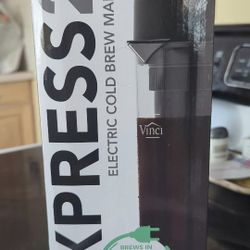 XPRESS
ELECTRIC COLD BREW MA
Vinci
BREWS IN